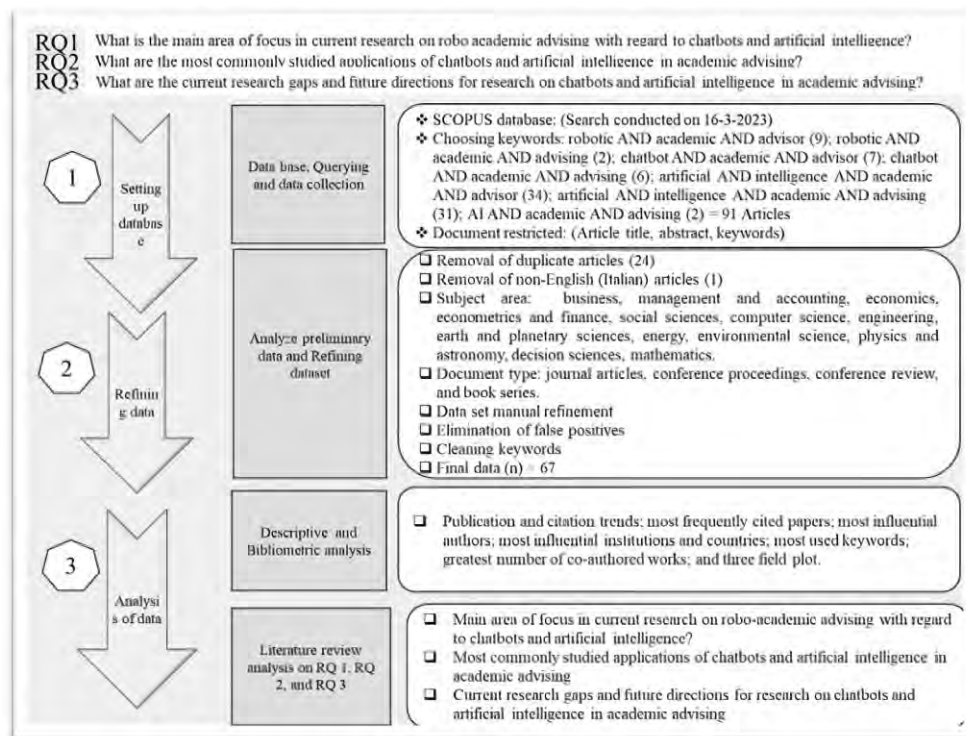 RQ1 What is the main area of focus in current research on robo academic advising with regard to chatbots and artificial intelligence?
RQ2 What are the most commonly studied applications of chatbots and artificial intelligence in academic advising?
RQ3 What are the current research gaps and future directions for research on chatbots and artificial intelligence in academic advising?
1
Setting
up
databas
e
Data base, Querying
and data collection
❖ SCOPUS database: (Search conducted on 16-3-2023)
❖ Choosing keywords: robotic AND academic AND advisor (9); robotic AND
academic AND advising (2); chatbot AND academic AND advisor (7); chatbot
AND academic AND advising (6); artificial AND intelligence AND academic
AND advisor (34); artificial AND intelligence AND academic AND advising
(31); AI AND academic AND advising (2) = 91 Articles
❖ Document restricted: (Article title, abstract, keywords)
2
Refinin
g data
Analyze preliminary
data and Refining
dataset
❑ Removal of duplicate articles (24)
❑ Removal of non-English (Italian) articles (1)
❑ Subject area: business, management and accounting, economics,
econometrics and finance, social sciences, computer science, engineering,
earth and planetary sciences, energy, environmental science, physics and
astronomy, decision sciences, mathematics.
❑ Document type: journal articles, conference proceedings, conference review,
and book series.
❑ Data set manual refinement
❑ Elimination of false positives
❑ Cleaning keywords
❑ Final data (n) = 67
3
Analysi
s of data
Descriptive and
Bibliometric analysis
❑ Publication and citation trends; most frequently cited papers; most influential
authors; most influential institutions and countries; most used keywords;
greatest number of co-authored works; and three field plot.
Literature review
analysis on RQ 1, RQ
2, and RQ 3
❑ Main area of focus in current research on robo-academic advising with regard
to chatbots and artificial intelligence?
❑ Most commonly studied applications of chatbots and artificial intelligence in
academic advising
❑ Current research gaps and future directions for research on chatbots and
artificial intelligence in academic advising